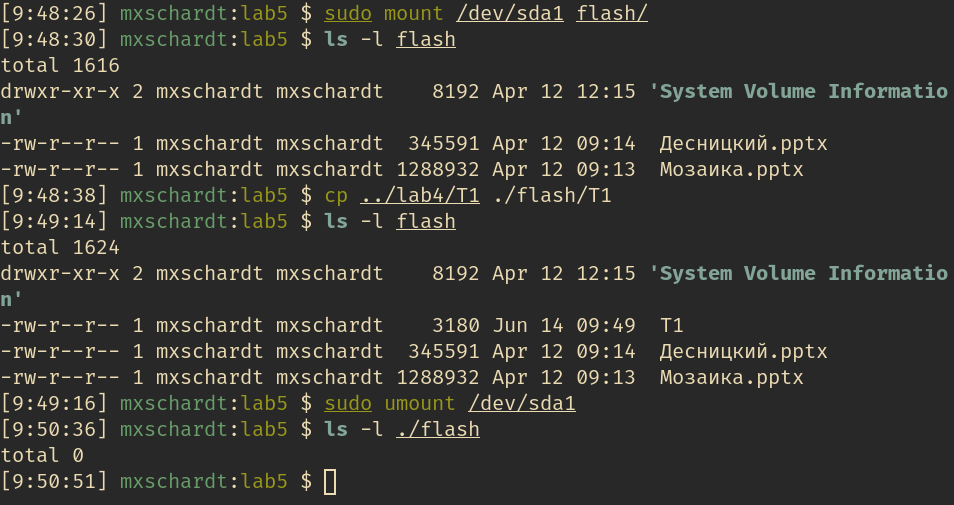 [9:48:26] mxschardt:lab5 $ sudo mount /dev/sda1 flash/
[9:48:30] mxschardt:lab5 $ ls -l flash
total 1616
drwxr-xr-x 2 mxschardt mxschardt    8192 Apr 12 12:15 'System Volume Informatio
n'
-rw-r--r-- 1 mxschardt mxschardt  345591 Apr 12 09:14  Десницкий.pptx
-rw-r--r-- 1 mxschardt mxschardt 1288932 Apr 12 09:13  Мозаика.pptx
[9:48:38] mxschardt:lab5 $ cp ../lab4/T1 ./flash/T1
[9:49:14] mxschardt:lab5 $ ls -l flash
total 1624
drwxr-xr-x 2 mxschardt mxschardt    8192 Apr 12 12:15 'System Volume Informatio
n'
-rw-r--r-- 1 mxschardt mxschardt    3180 Jun 14 09:49  T1
-rw-r--r-- 1 mxschardt mxschardt  345591 Apr 12 09:14  Десницкий.pptx
-rw-r--r-- 1 mxschardt mxschardt 1288932 Apr 12 09:13  Мозаика.pptx
[9:49:16] mxschardt:lab5 $ sudo umount /dev/sda1
[9:50:36] mxschardt:lab5 $ ls -l ./flash
total 0
[9:50:51] mxschardt:lab5 $